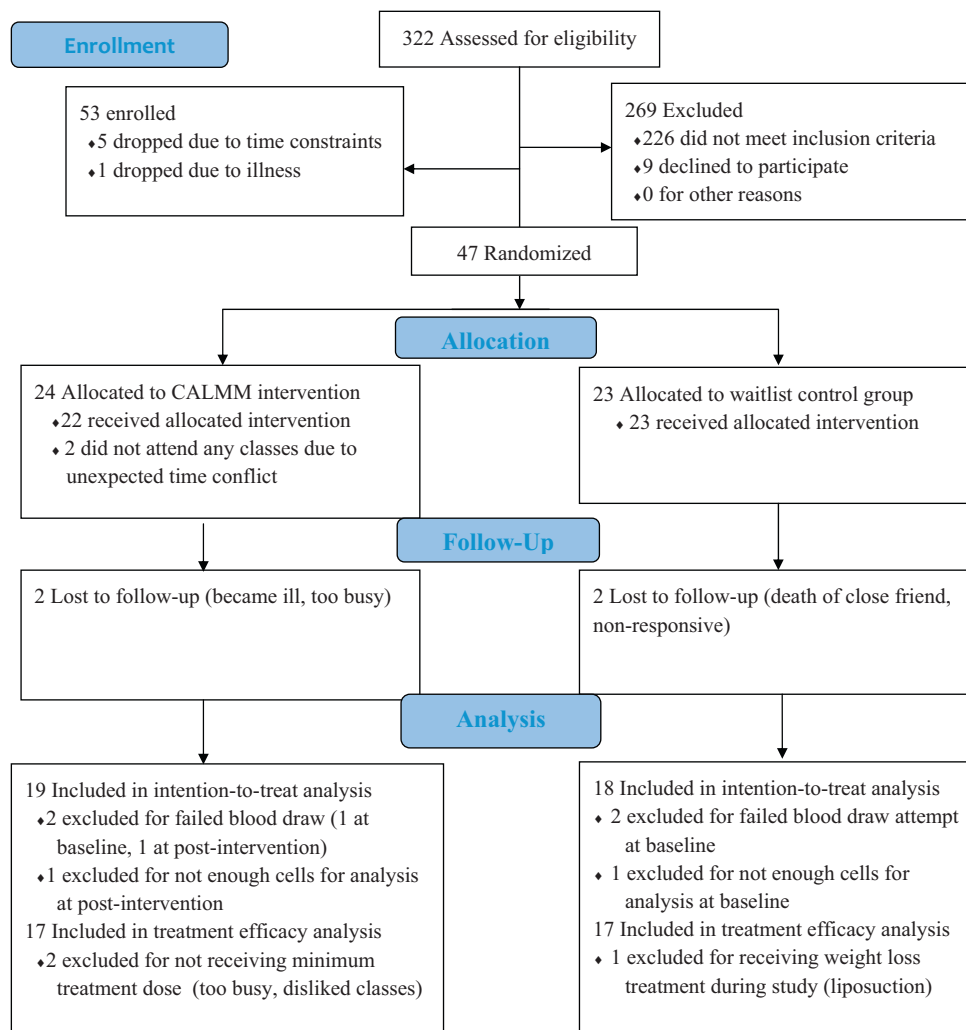 Enrollment
322 Assessed for eligibility
53 enrolled
⬧5 dropped due to time constraints
⬧1 dropped due to illness
269 Excluded
⬧226 did not meet inclusion criteria
⬧9 declined to participate
⬧0 for other reasons
47 Randomized
Allocation
24 Allocated to CALMM intervention
⬧22 received allocated intervention
⬧2 did not attend any classes due to
unexpected time conflict
23 Allocated to waitlist control group
⬧ 23 received allocated intervention
Follow-Up
2 Lost to follow-up (became ill, too busy)
2 Lost to follow-up (death of close friend,
non-responsive)
Analysis
19 Included in intention-to-treat analysis
⬧2 excluded for failed blood draw (1 at
baseline, 1 at post-intervention)
⬧1 excluded for not enough cells for analysis
at post-intervention
17 Included in treatment efficacy analysis
⬧2 excluded for not receiving minimum
treatment dose (too busy, disliked classes)
18 Included in intention-to-treat analysis
⬧ 2 excluded for failed blood draw attempt
at baseline
⬧ 1 excluded for not enough cells for
analysis at baseline
17 Included in treatment efficacy analysis
⬧ 1 excluded for receiving weight loss
treatment during study (liposuction)